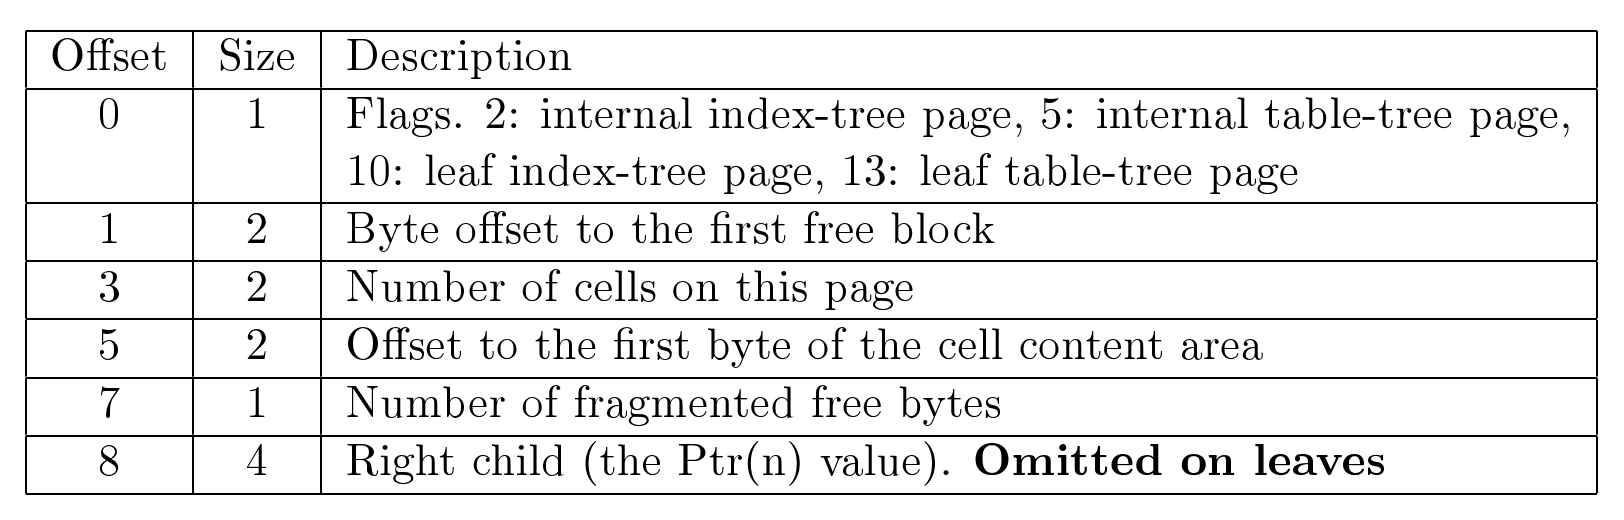 Offset Size Description
0 1 Flags. 2: internal index-tree page, 5: internal table-tree page,
10: leaf index-tree page, 13: leaf table-tree page
1 2 Byte offset to the first free block
3 2 Number of cells on this page
5 2 Offset to the first byte of the cell content area
7 1 Number of fragmented free bytes
8 4 Right child (the Ptr(n) value). Omitted on leaves